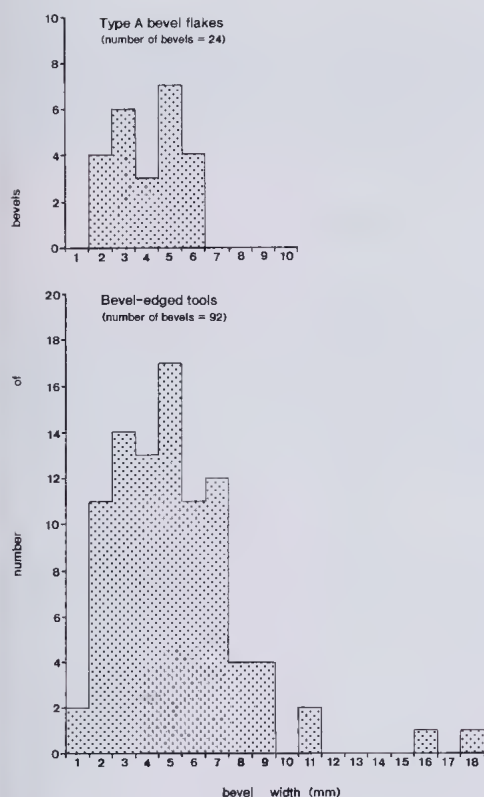 Type A bevel flakes
(number of bevels = 24)
10
8
6
4
2
0
1 2 3 4 5 6 7 8 9 10
Bevel-edged tools
(number of bevels = 92)
20
18
16
14
12
10
8
6
4
2
0
1 2 3 4 5 6 7 8 9 10 11 12 13 14 15 16 17 18
number of bevels
bevel width (mm)